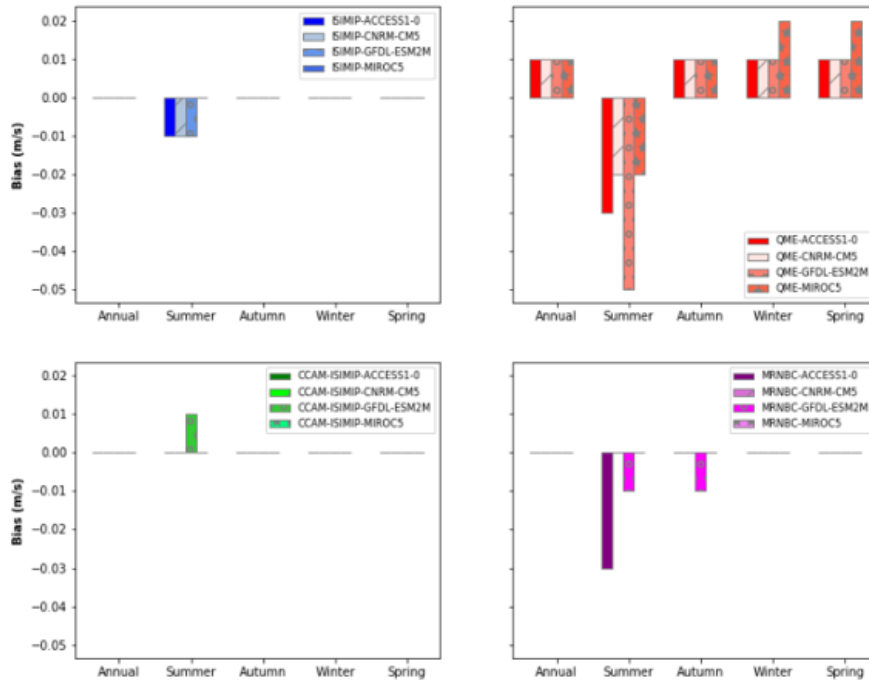 0.02
0.01
0.00
−0.01
−0.02
−0.03
−0.04
−0.05
Bias (m/s)
ISIMIP-ACCESS1-0
ISIMIP-CNRM-CM5
ISIMIP-GFDL-ESM2M
ISIMIP-MIROC5
Annual Summer Autumn Winter Spring
QME-ACCESS1-0
QME-CNRM-CM5
QME-GFDL-ESM2M
QME-MIROC5
Annual Summer Autumn Winter Spring
0.02
0.01
0.00
−0.01
−0.02
−0.03
−0.04
−0.05
Bias (m/s)
CCAM-ISIMIP-ACCESS1-0
CCAM-ISIMIP-CNRM-CM5
CCAM-ISIMIP-GFDL-ESM2M
CCAM-ISIMIP-MIROC5
Annual Summer Autumn Winter Spring
MRNBC-ACCESS1-0
MRNBC-CNRM-CM5
MRNBC-GFDL-ESM2M
MRNBC-MIROC5
Annual Summer Autumn Winter Spring